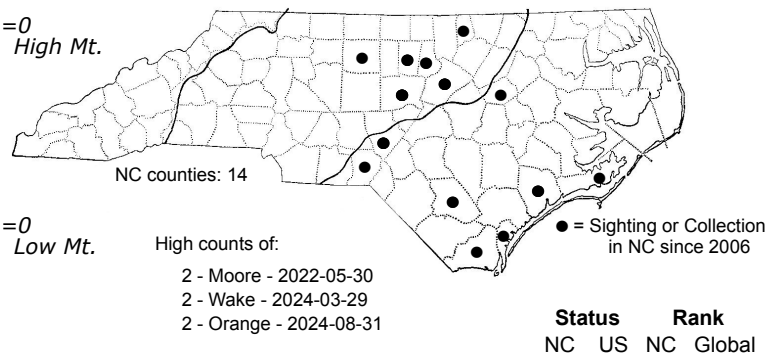 =0
High Mt.
NC counties: 14
=0
Low Mt.
High counts of:
2 - Moore - 2022-05-30
2 - Wake - 2024-03-29
2 - Orange - 2024-08-31
● = Sighting or Collection
in NC since 2006
Status Rank
NC US NC Global